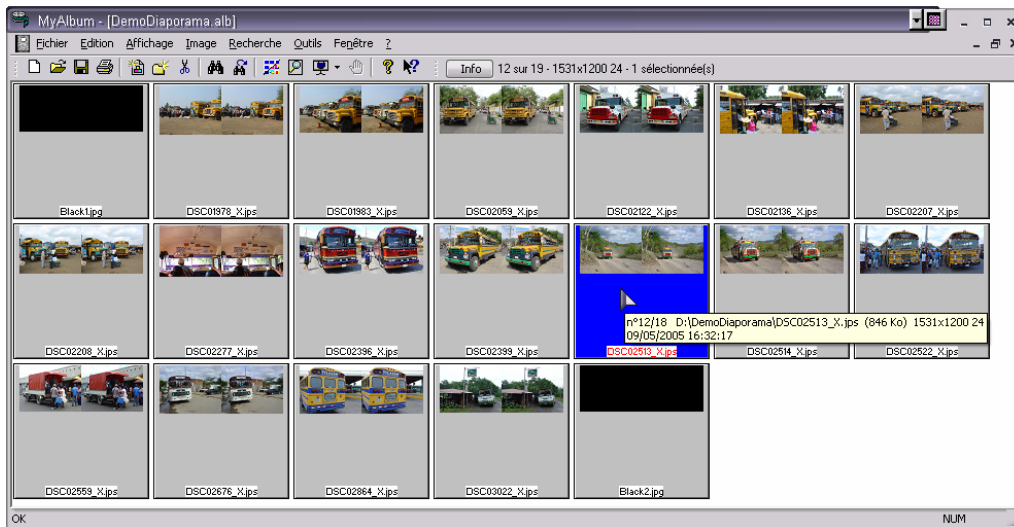 MyAlbum - [DemoDiaporama.alb]
Fichier Edition Affichage Image Recherche Outils Fenêtre ?
Info 12 sur 19 - 1531x1200 24 - 1 sélectionnée(s)
Black1.jpg DSC01978_X.jps DSC01983_X.jps DSC02059_X.jps DSC02122_X.jps DSC02136_X.jps DSC02207_X.jps
n°12/18 D:\DemoDiaporama\DSC02513_X.jps (846 Ko) 1531x1200 24
09/05/2005 16:32:17
DSC02208_X.jps DSC02277_X.jps DSC02396_X.jps DSC02399_X.jps DSC02513_X.jps DSC02514_X.jps DSC02522_X.jps
DSC02559_X.jps DSC02676_X.jps DSC02864_X.jps DSC03022_X.jps Black2.jpg
OK NUM